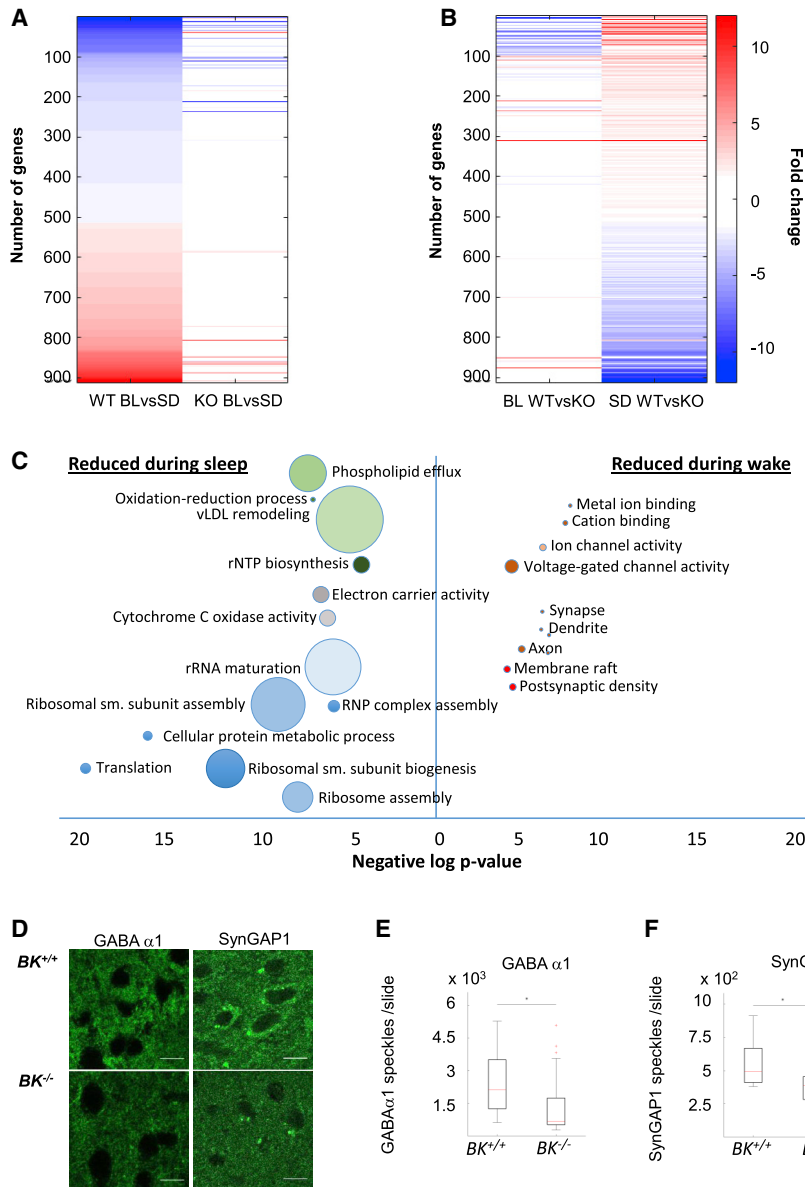 A
B
Number of genes
0
100
200
300
400
500
600
700
800
900
WT BLvsSD
KO BLvsSD
Number of genes
100
200
300
400
500
600
700
800
900
BL WTvsKO
SD WTvsKO
10
5
0
-5
-10
Fold change
C
Reduced during sleep
Reduced during wake
Phospholipid efflux
Oxidation-reduction process
vLDL remodeling
rNTP biosynthesis
Electron carrier activity
Cytochrome C oxidase activity
rRNA maturation
Ribosomal sm. subunit assembly
RNP complex assembly
Cellular protein metabolic process
Translation
Ribosomal sm. subunit biogenesis
Ribosome assembly
Metal ion binding
Cation binding
Ion channel activity
Voltage-gated channel activity
Synapse
Dendrite
Axon
Membrane raft
Postsynaptic density
20 15 10 5 0 5 10 15 20
Negative log p-value
D
GABA α1
SynGAP1
BK+/+
BK-/-
E
GABA α1
x 10³
GABAα1 speckles /slide
6
4.5
3
1.5
*
BK+/+
BK-/-
F
x 10²
SynGAP1 speckles /slide
10
7.5
5
2.5
*
BK+/+